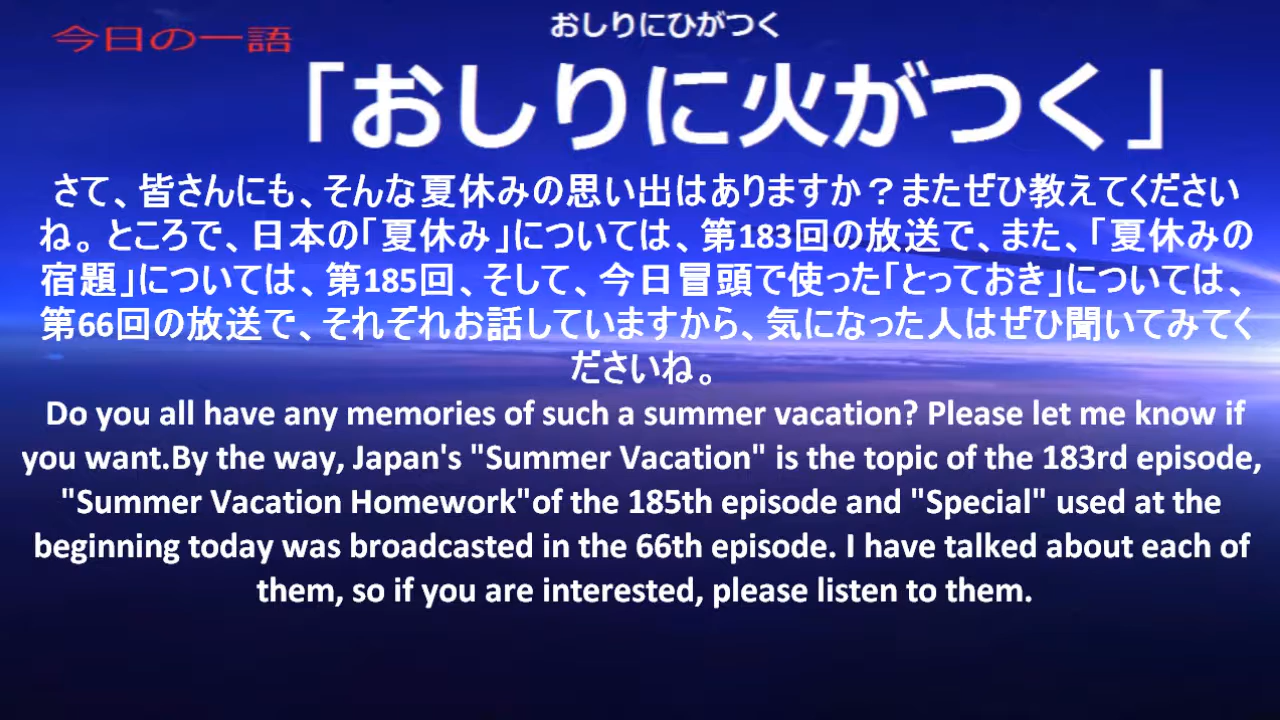 おしりにひがつく
今日の一語
「おしりに火がつく」
さて、皆さんにも、そんな夏休みの思い出はありますか？またぜひ教えてください
ね。ところで、日本の「夏休み」については、第183回の放送で、また、「夏休みの
宿題」については、第185回、そして、今日冒頭で使った「とっておき」については、
第66回の放送で、それぞれお話していますから、気になった人はぜひ聞いてみてく
ださいね。
Do you all have any memories of such a summer vacation? Please let me know if
you want.By the way, Japan's "Summer Vacation" is the topic of the 183rd episode,
"Summer Vacation Homework"of the 185th episode and "Special" used at the
beginning today was broadcasted in the 66th episode. I have talked about each of
them, so if you are interested, please listen to them.